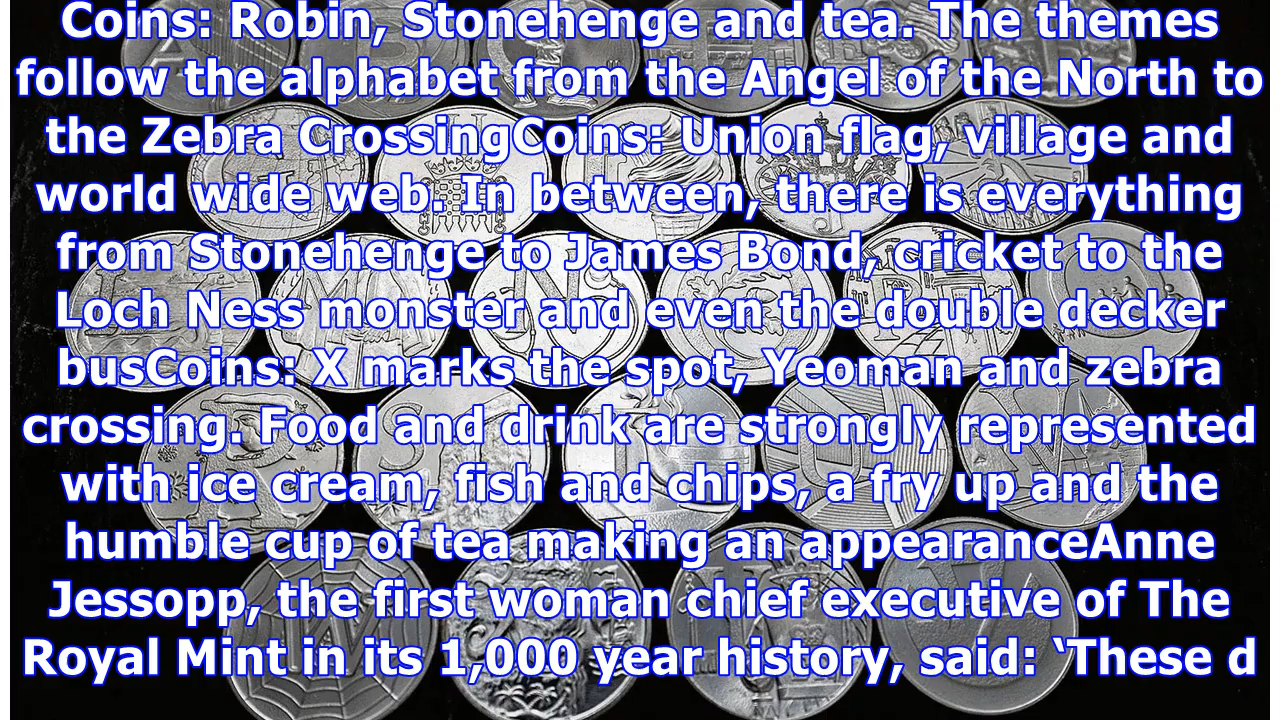 Coins: Robin, Stonehenge and tea. The themes
follow the alphabet from the Angel of the North to
the Zebra CrossingCoins: Union flag, village and
world wide web. In between, there is everything
from Stonehenge to James Bond, cricket to the
Loch Ness monster and even the double decker
busCoins: X marks the spot, Yeoman and zebra
crossing. Food and drink are strongly represented
with ice cream, fish and chips, a fry up and the
humble cup of tea making an appearanceAnne
Jessopp, the first woman chief executive of The
Royal Mint in its 1,000 year history, said: ‘These d